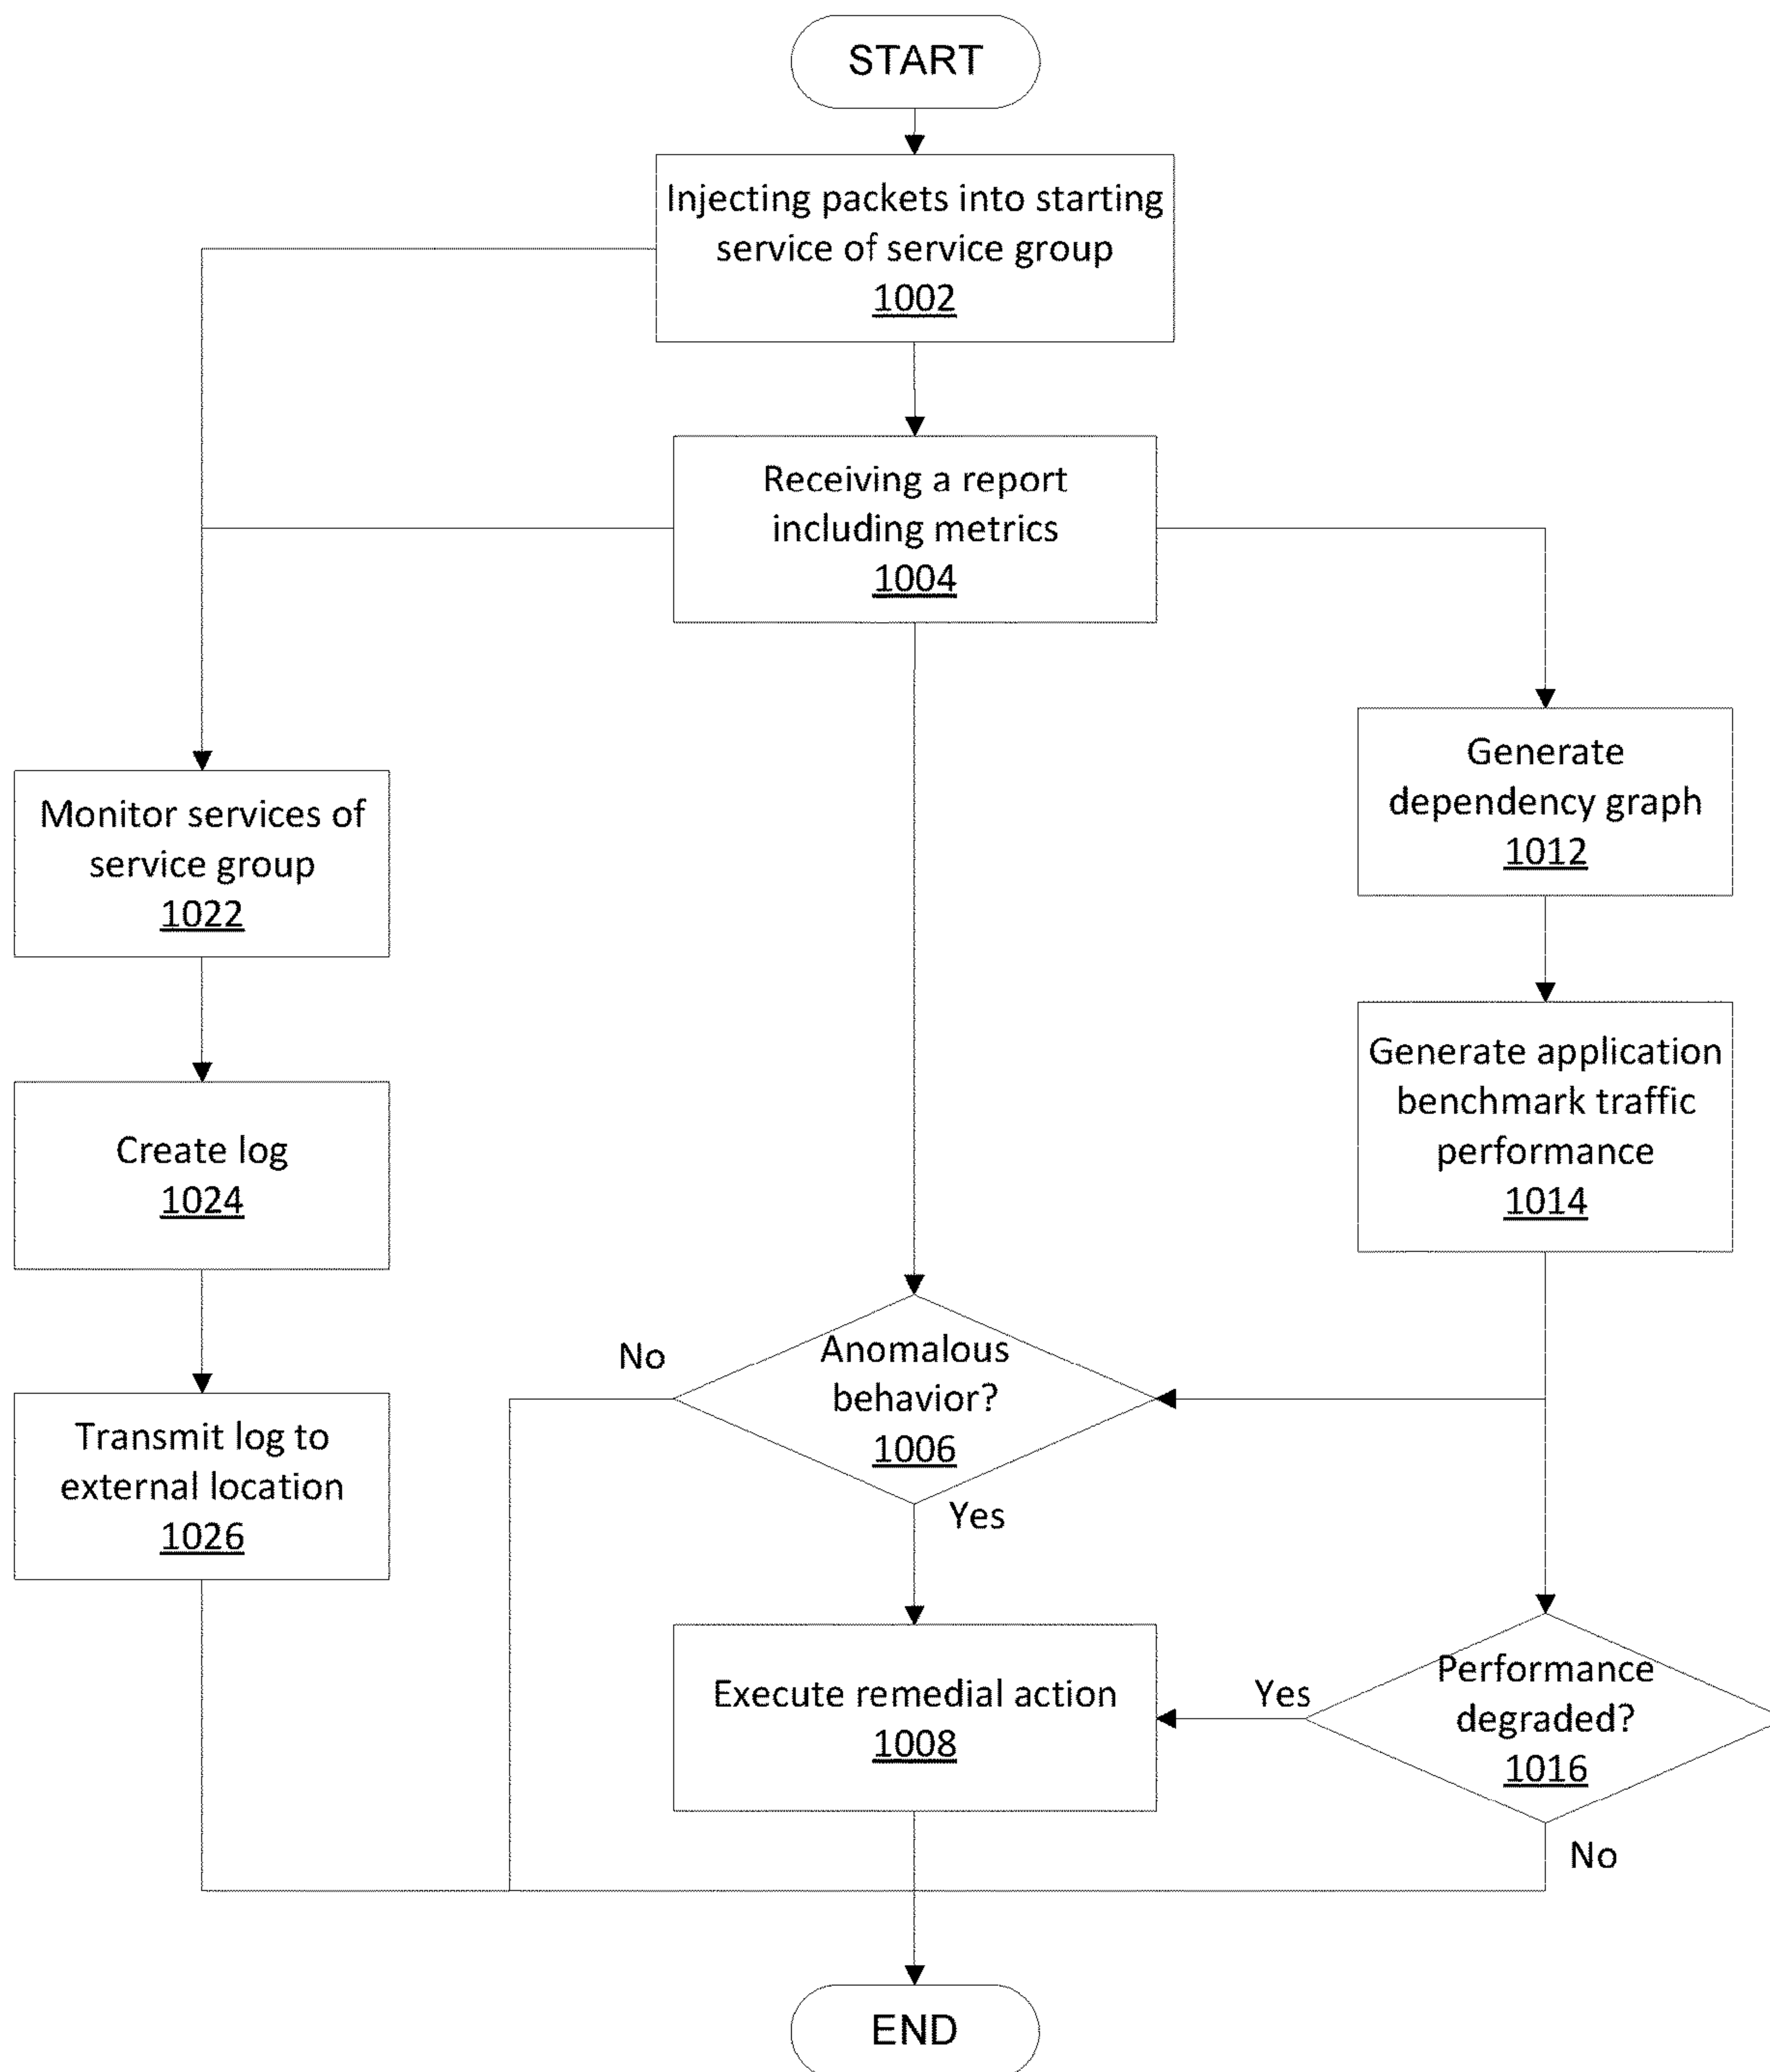 START
Injecting packets into starting
service of service group
1002
Receiving a report
including metrics
1004
Generate
dependency graph
1012
Monitor services of
service group
1022
Generate application
benchmark traffic
performance
1014
Create log
1024
No
Anomalous
behavior?
1006
Yes
Transmit log to
external location
1026
Execute remedial action
1008
Yes
Performance
degraded?
1016
No
END